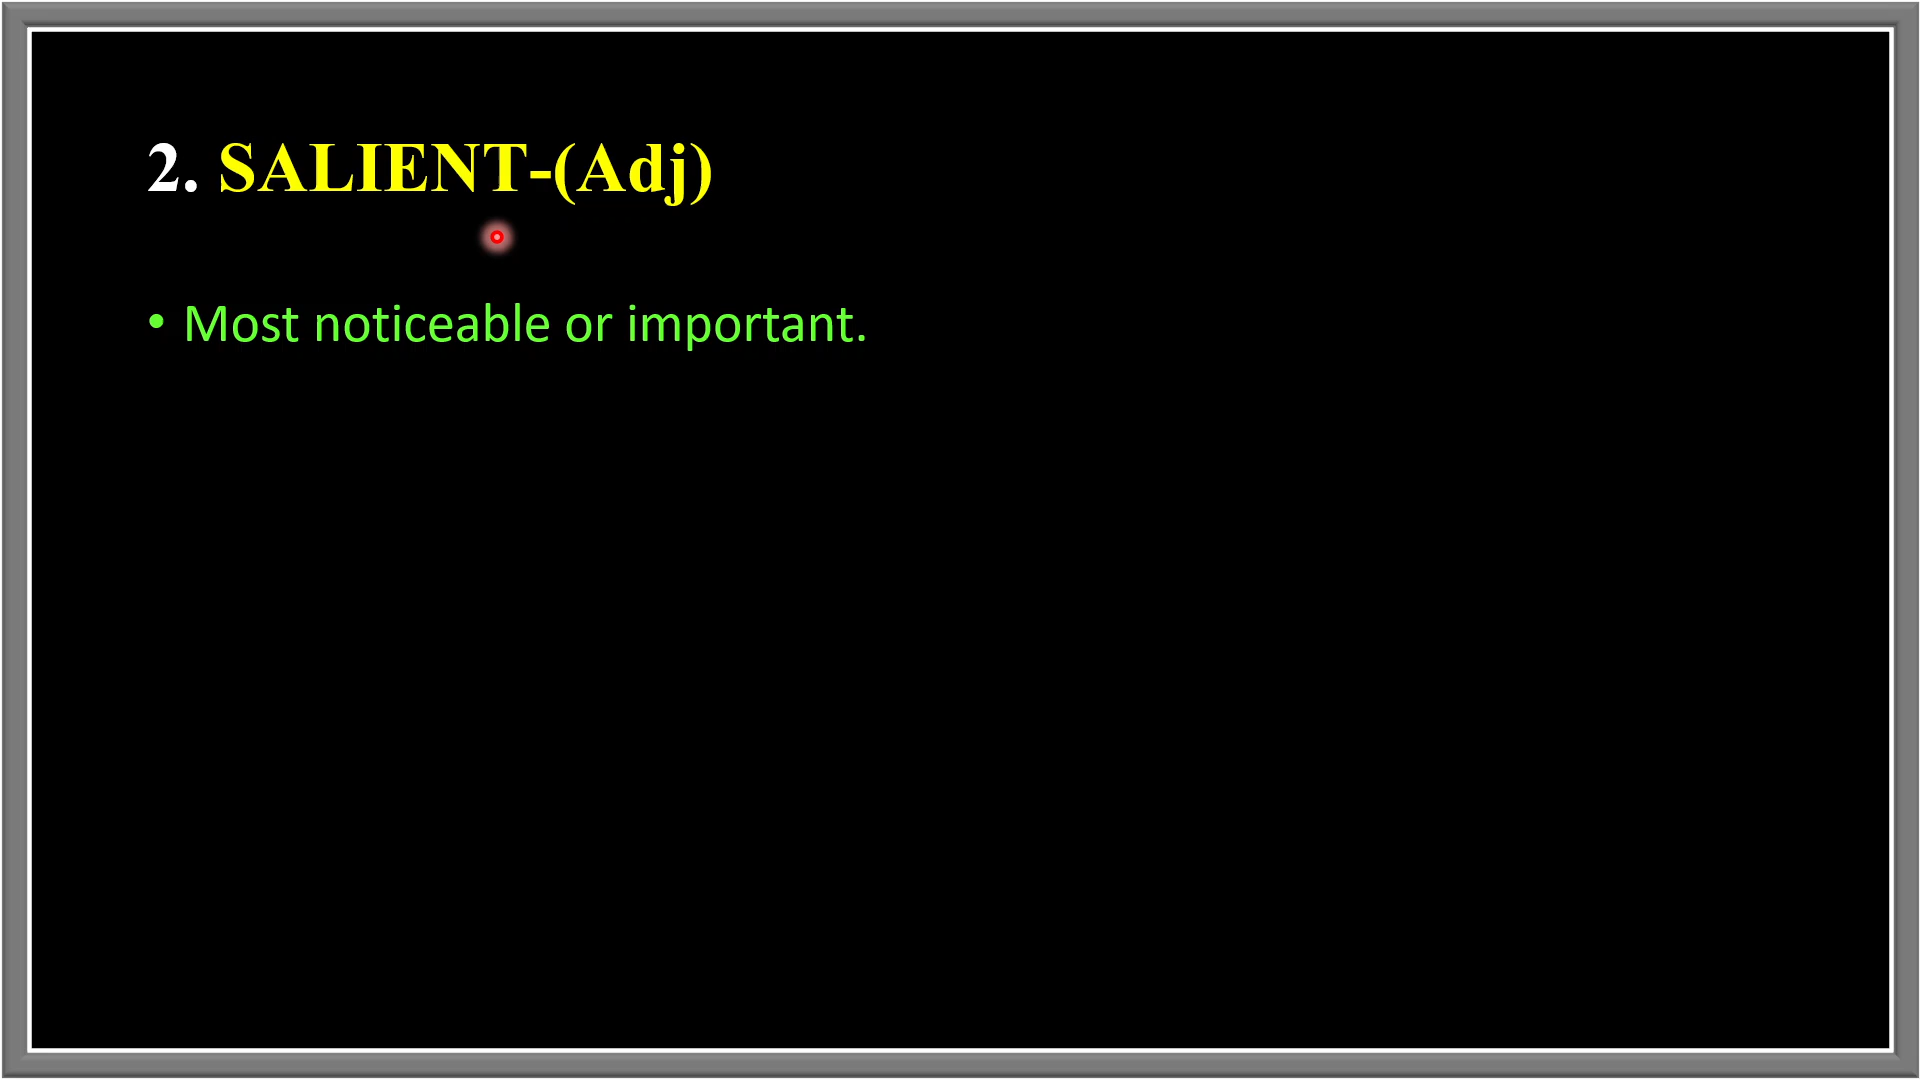 2. SALIENT-(Adj)
• Most noticeable or important.